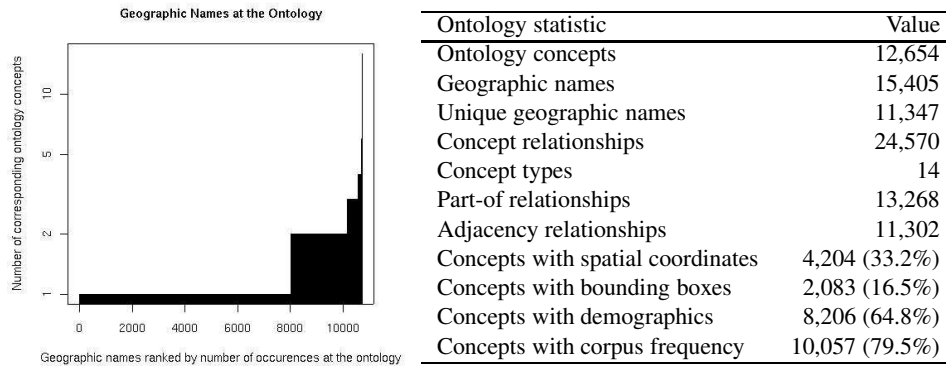 Geographic Names at the Ontology
Number of corresponding ontology concepts
10
5
2
1
0 2000 4000 6000 8000 10000
Geographic names ranked by number of occurences at the ontology
Ontology statistic Value
Ontology concepts 12,654
Geographic names 15,405
Unique geographic names 11,347
Concept relationships 24,570
Concept types 14
Part-of relationships 13,268
Adjacency relationships 11,302
Concepts with spatial coordinates 4,204 (33.2%)
Concepts with bounding boxes 2,083 (16.5%)
Concepts with demographics 8,206 (64.8%)
Concepts with corpus frequency 10,057 (79.5%)